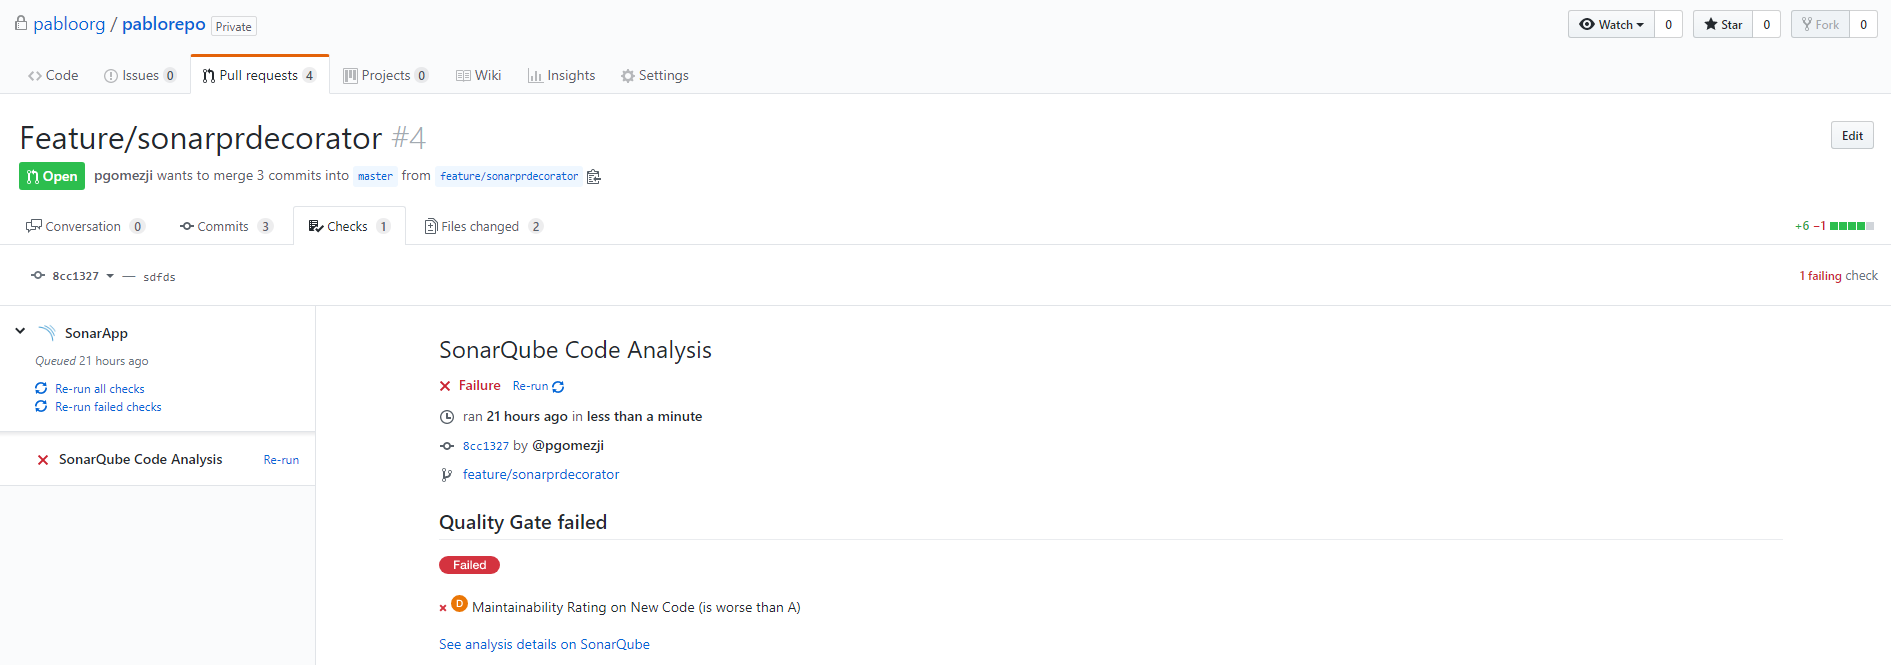 pabloorg / pablorepo Private Watch 0 Star 0 Fork 0
Code Issues 0 Pull requests 4 Projects 0 Wiki Insights Settings
Feature/sonarprdecorator #4 Edit
Open pgomezji wants to merge 3 commits into master from feature/sonarprdecorator
Conversation 0 Commits 3 Checks 1 Files changed 2 +6 −1
8cc1327 — sdfds 1 failing check
SonarApp
Queued 21 hours ago
Re-run all checks
Re-run failed checks
SonarQube Code Analysis Re-run
SonarQube Code Analysis
Failure Re-run
ran 21 hours ago in less than a minute
8cc1327 by @pgomezji
feature/sonarprdecorator
Quality Gate failed
Failed
D Maintainability Rating on New Code (is worse than A)
See analysis details on SonarQube